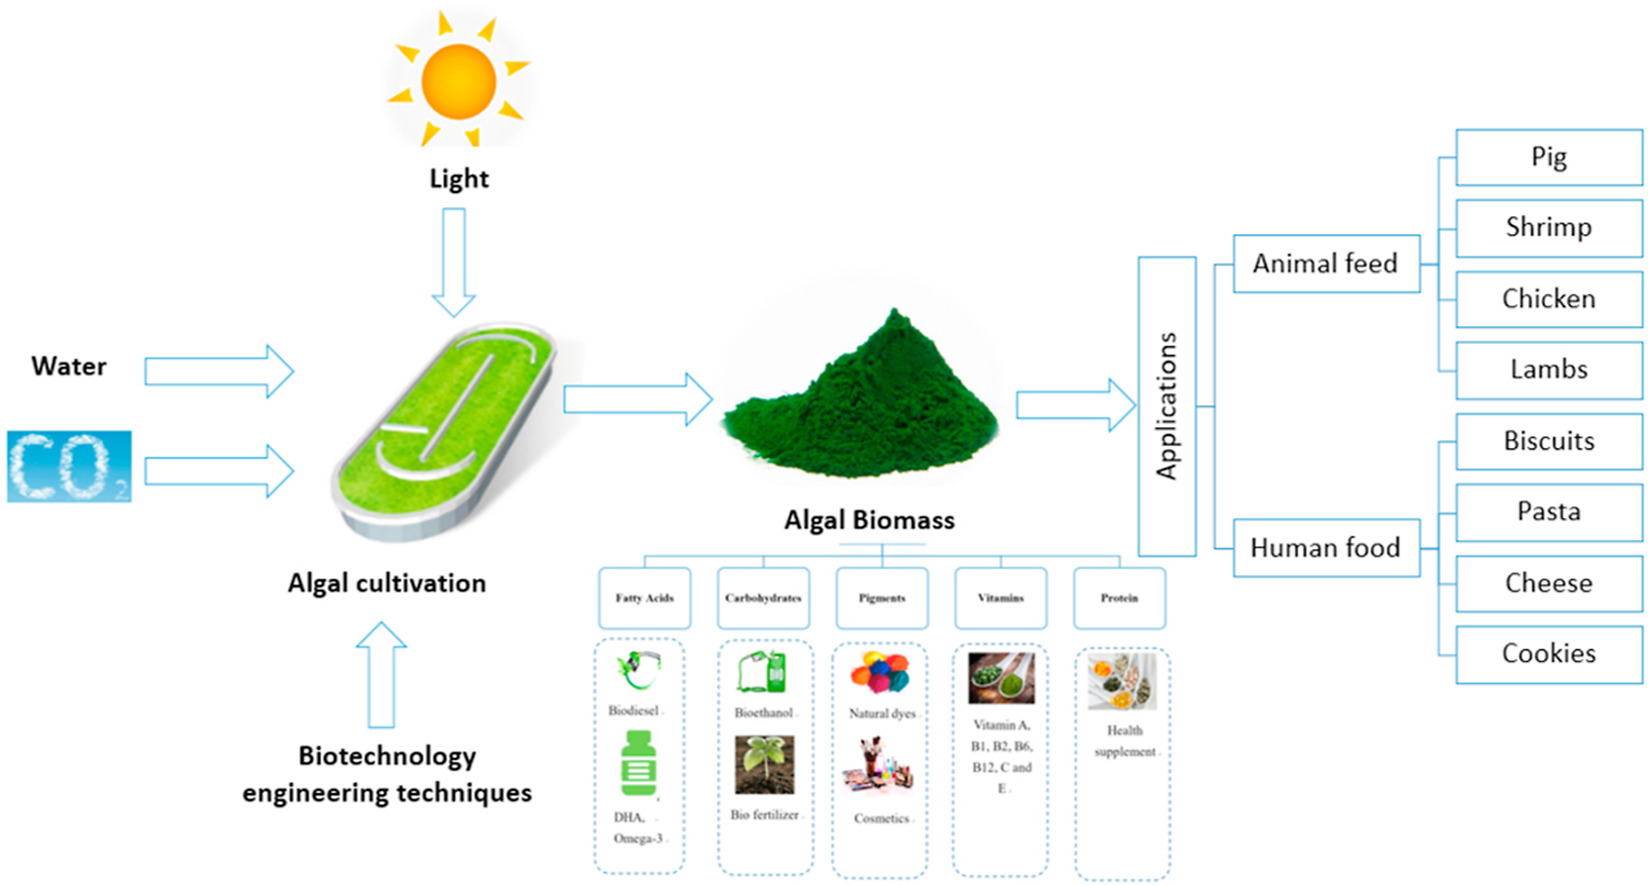 Light
Water
CO2
Algal cultivation
Biotechnology
engineering techniques
Algal Biomass
Fatty Acids
Carbohydrates
Pigments
Vitamins
Protein
Biodiesel
DHA,
Omega-3
Bioethanol
Bio fertilizer
Natural dyes
Cosmetics
Vitamin A,
B1, B2, B6,
B12, C and
E
Health
supplement
Applications
Animal feed
Pig
Shrimp
Chicken
Lambs
Human food
Biscuits
Pasta
Cheese
Cookies